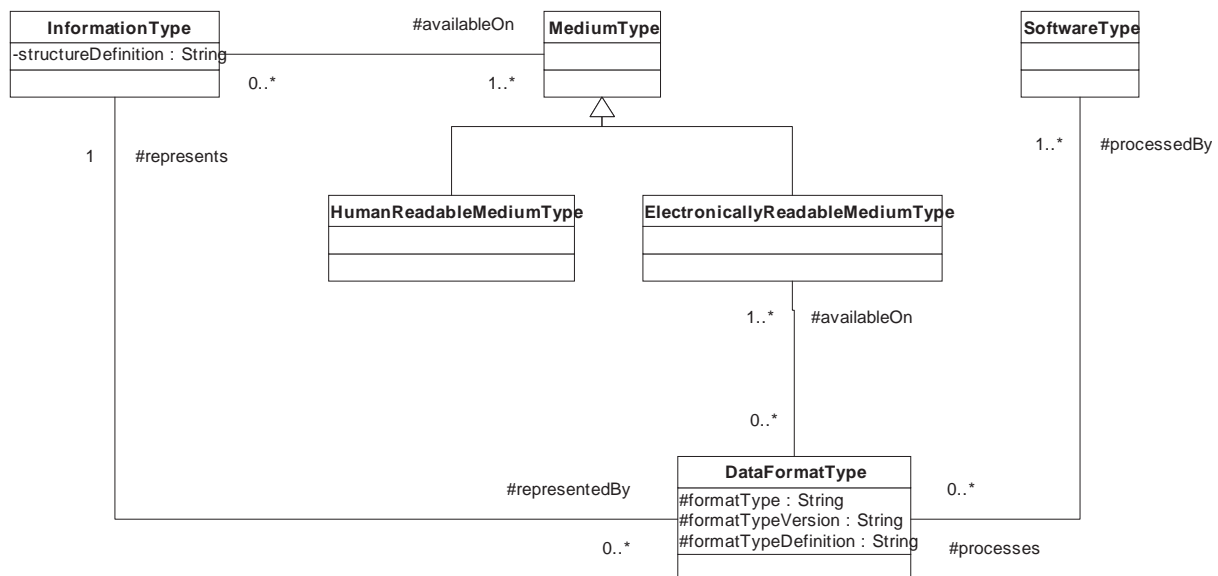 InformationType
-structureDefinition : String
#availableOn
MediumType
SoftwareType
0..*
1..*
1
#represents
1..*
#processedBy
HumanReadableMediumType
ElectronicallyReadableMediumType
1..*
#availableOn
0..*
DataFormatType
#formatType : String
#formatTypeVersion : String
#formatTypeDefinition : String
#representedBy
0..*
0..*
#processes